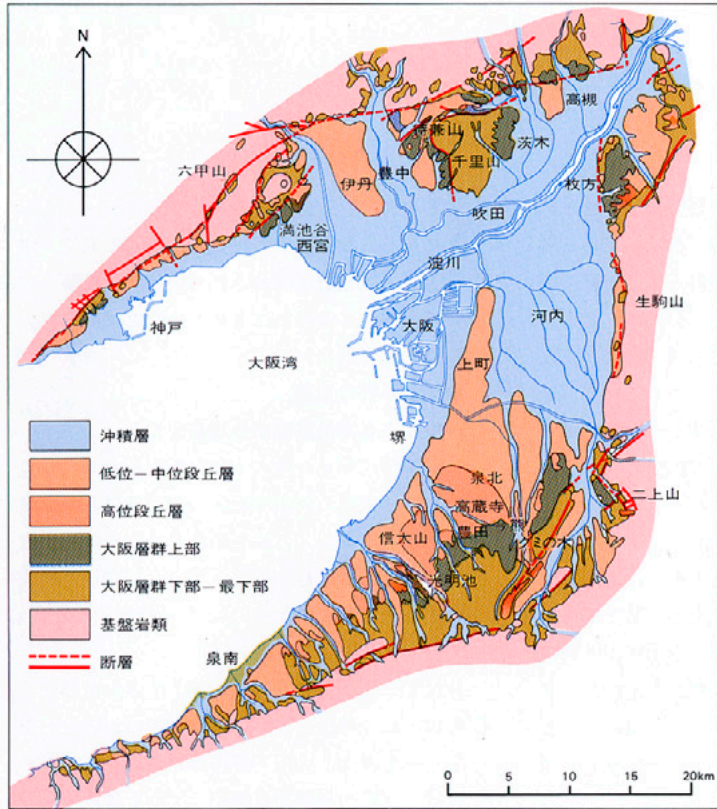 N
高槻
待兼山
茨木
千里山
六甲山
伊丹
豊中
枚方
吹田
満池谷
西宮
淀川
生駒山
神戸
大阪
河内
大阪湾
上町
堺
沖積層
低位－中位段丘層
高位段丘層
大阪層群上部
大阪層群下部－最下部
基盤岩類
断層
泉北
高蔵寺
豊田
信太山
光明池
ミの木
二上山
泉南
0 5 10 15 20km